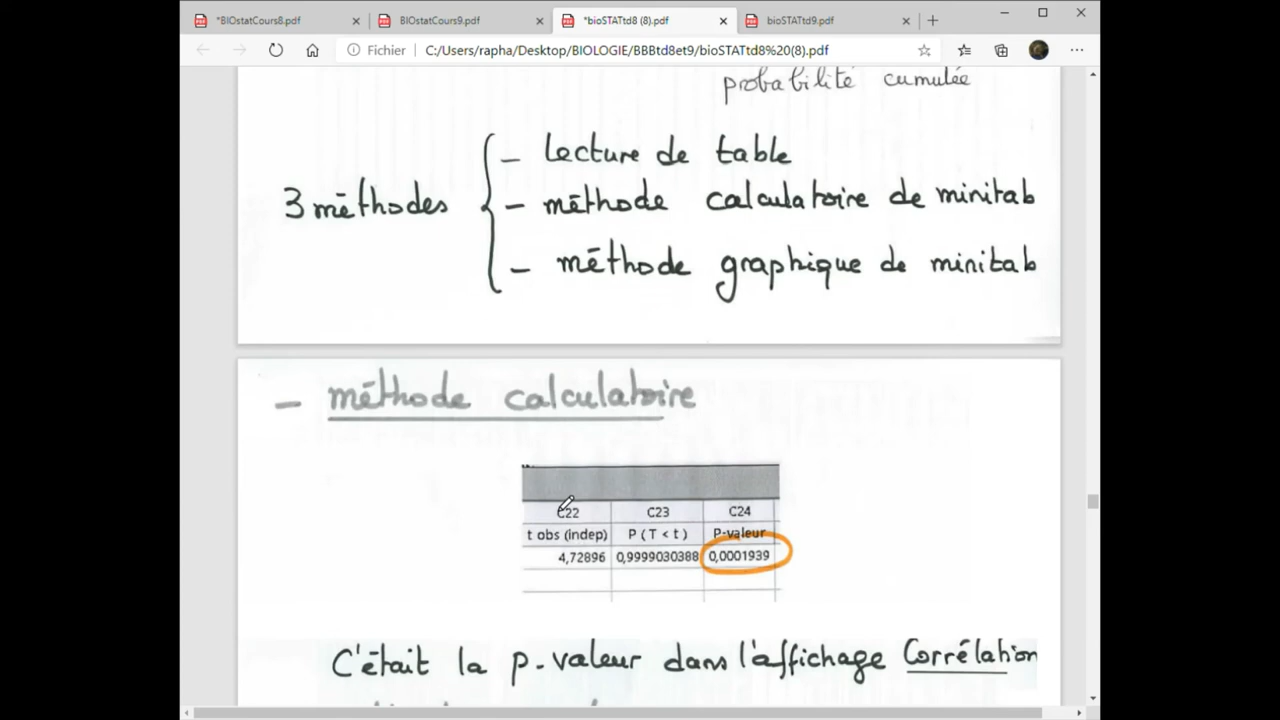 *BIOstatCours8.pdf
BIOstatCours9.pdf
*bioSTATtd8 (8).pdf
bioSTATtd9.pdf
Fichier C:/Users/rapha/Desktop/BIOLOGIE/BBBtd8et9/bioSTATtd8%20(8).pdf
probabilité cumulée
3 méthodes
- lecture de table
- méthode calculatoire de minitab
- méthode graphique de minitab
- méthode calculatoire
C22 C23 C24
t obs (indep) P ( T < t ) P-valeur
4,72896 0,9999030388 0,0001939
C'était la p-valeur dans l'affichage Corrélation